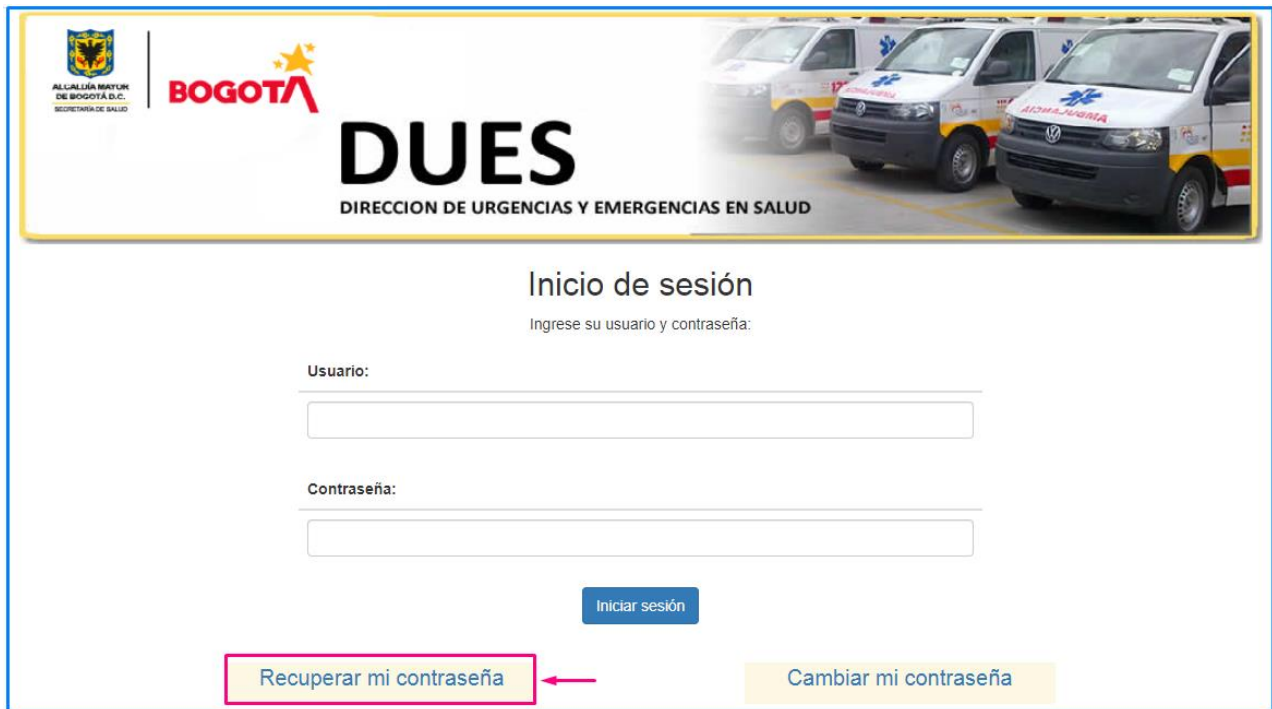 ALCALDÍA MAYOR
DE BOGOTÁ D.C.
SECRETARÍA DE SALUD
BOGOTÁ
DUES
DIRECCION DE URGENCIAS Y EMERGENCIAS EN SALUD
AMBULANCIA
Inicio de sesión
Ingrese su usuario y contraseña:
Usuario:
Contraseña:
Iniciar sesión
Recuperar mi contraseña
Cambiar mi contraseña